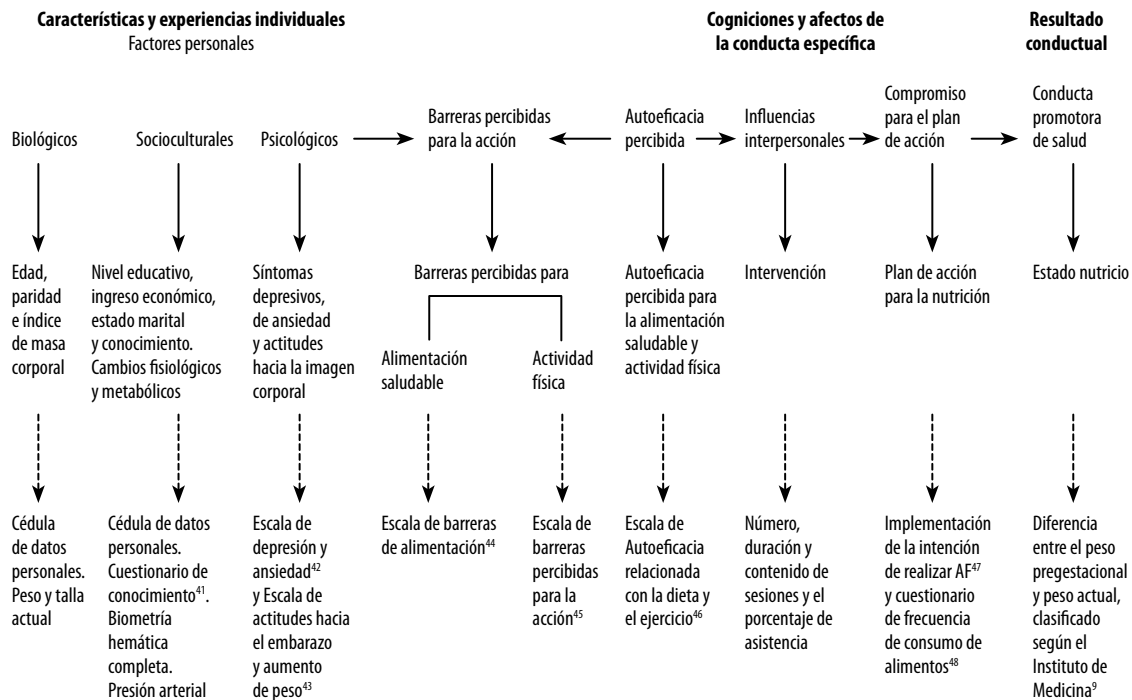 Características y experiencias individuales
Factores personales
Cogniciones y afectos de
la conducta específica
Resultado
conductual
Biológicos
Socioculturales
Psicológicos
Barreras percibidas
para la acción
Autoeficacia
percibida
Influencias
interpersonales
Compromiso
para el plan
de acción
Conducta
promotora
de salud
Edad,
paridad
e índice
de masa
corporal
Nivel educativo,
ingreso económico,
estado marital
y conocimiento.
Cambios fisiológicos
y metabólicos
Síntomas
depresivos,
de ansiedad
y actitudes
hacia la imagen
corporal
Barreras percibidas para
Alimentación
saludable
Actividad
física
Autoeficacia
percibida para
la alimentación
saludable y
actividad física
Intervención
Plan de acción
para la nutrición
Estado nutricio
Cédula
de datos
personales.
Peso y talla
actual
Cédula de datos
personales.
Cuestionario de
conocimiento⁴¹.
Biometría
hemática
completa.
Presión arterial
Escala de
depresión y
ansiedad⁴²
y Escala de
actitudes hacia
el embarazo
y aumento
de peso⁴³
Escala de barreras
de alimentación⁴⁴
Escala de
barreras
percibidas
para la
acción⁴⁵
Escala de
Autoeficacia
relacionada
con la dieta y
el ejercicio⁴⁶
Número,
duración y
contenido de
sesiones y el
porcentaje de
asistencia
Implementación
de la intención
de realizar AF⁴⁷
y cuestionario
de frecuencia
de consumo de
alimentos⁴⁸
Diferencia
entre el peso
pregestacional
y peso actual,
clasificado
según el
Instituto de
Medicina⁹